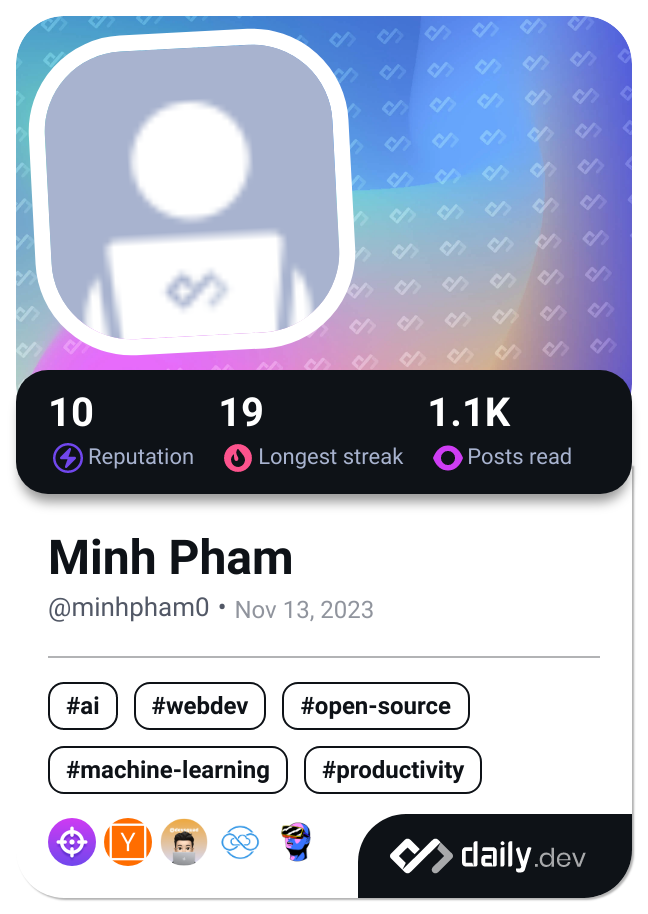 10 19 1.1K
Reputation Longest streak Posts read
Minh Pham
@minhpham0 • Nov 13, 2023
#ai #webdev #open-source
#machine-learning #productivity
Y
daily.dev